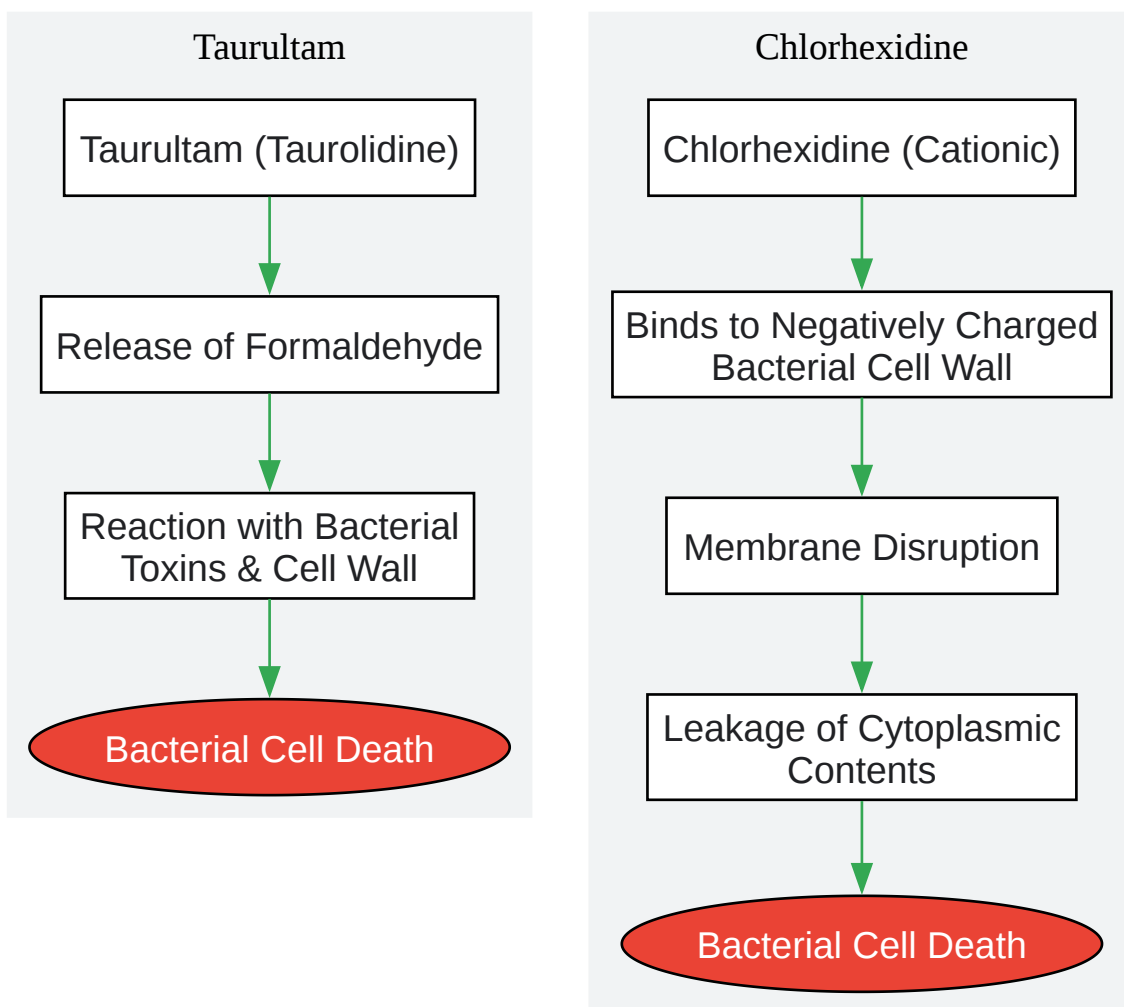 Taurultam
Taurultam (Taurolidine)
Release of Formaldehyde
Reaction with Bacterial
Toxins & Cell Wall
Bacterial Cell Death
Chlorhexidine
Chlorhexidine (Cationic)
Binds to Negatively Charged
Bacterial Cell Wall
Membrane Disruption
Leakage of Cytoplasmic
Contents
Bacterial Cell Death